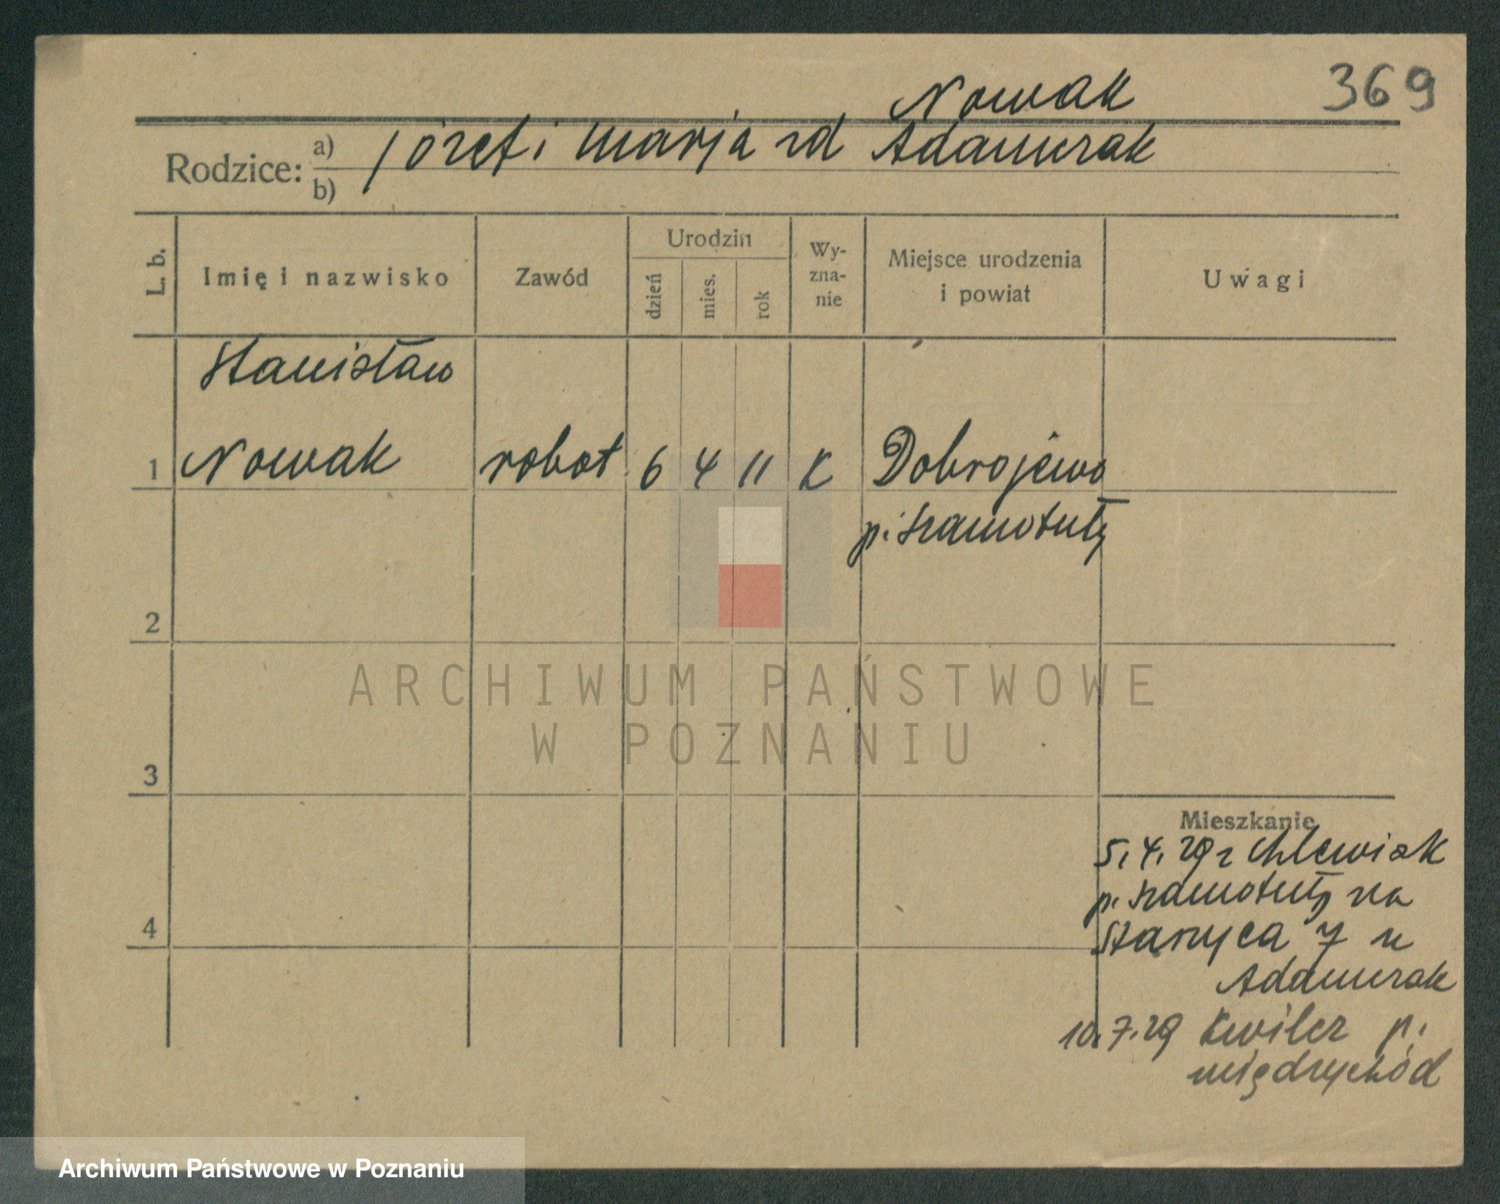 369
Nowak
Rodzice: a) Józef i Marja zd Adamczak
b)
L. b.
Imię i nazwisko
Zawód
Urodzin
dzień
mies.
rok
Wy-
zna-
nie
Miejsce urodzenia
i powiat
Uwagi
Stanisław
1 Nowak robot 6 4 11 K Dobrojewo
p. Szamotuły
2
ARCHIWUM PAŃSTWOWE
W POZNANIU
3
Mieszkanie
5.4.29 z Chlewisk
p. Szamotuły na
4
7 u
Adamczak
10.7.29 Kwilcz p.
Międzychód
Archiwum Państwowe w Poznaniu